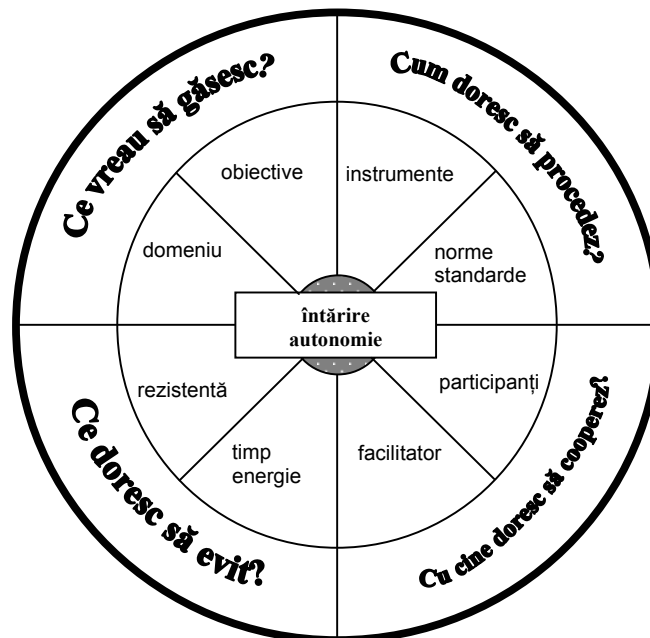 Ce vreau să găsesc?
Cum doresc să procedez?
obiective
instrumente
domeniu
norme
standarde
întărire
autonomie
rezistentă
participanți
timp
energie
facilitator
Ce doresc să evit?
Cu cine doresc să cooperez?